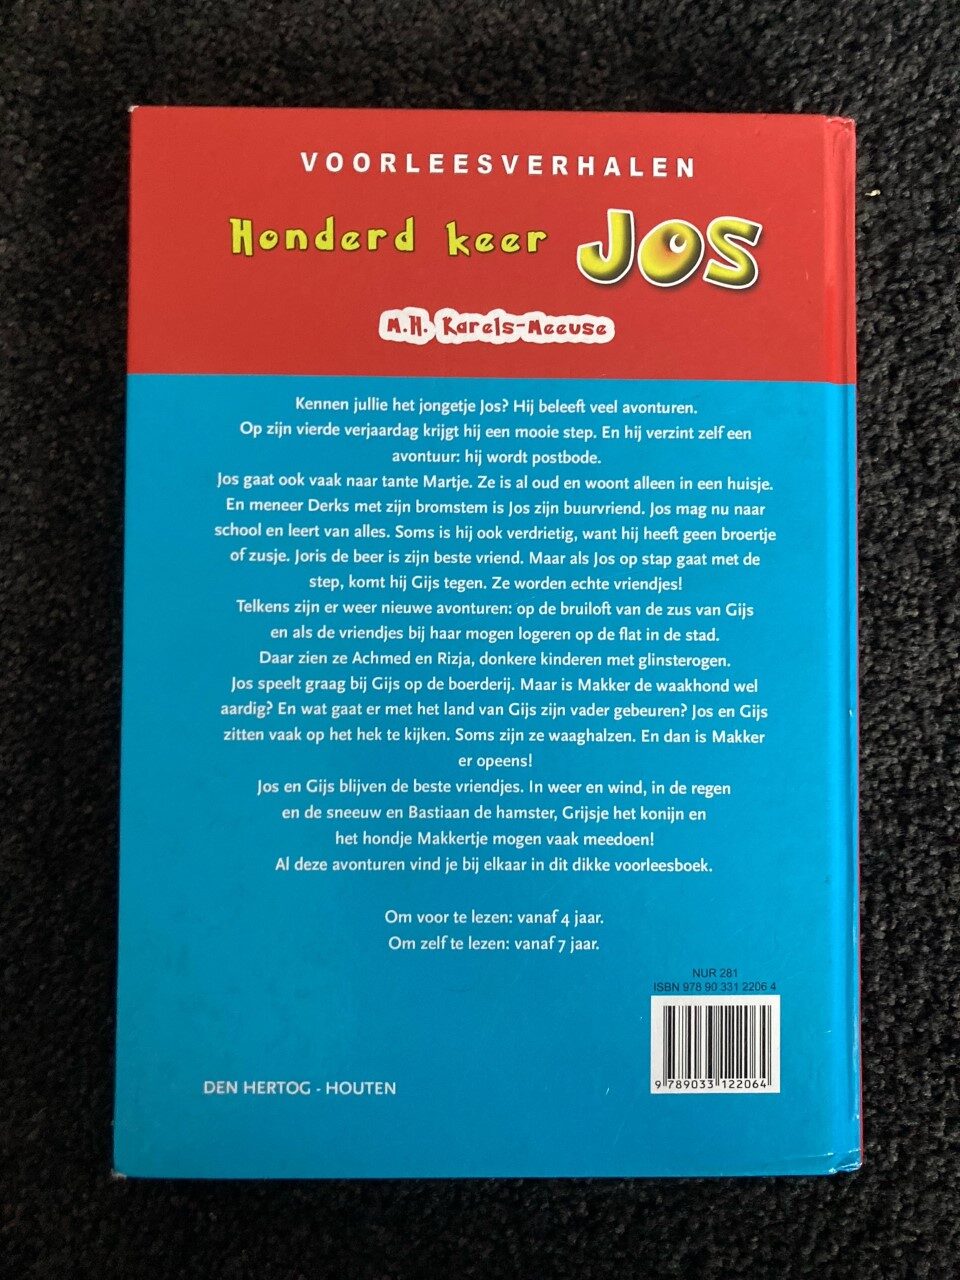 VOORLEESVERHALEN
Honderd keer JOS
M.H. Karels-Meeuse
Kennen jullie het jongetje Jos? Hij beleeft veel avonturen.
Op zijn vierde verjaardag krijgt hij een mooie step. En hij verzint zelf een
avontuur: hij wordt postbode.
Jos gaat ook vaak naar tante Martje. Ze is al oud en woont alleen in een huisje.
En meneer Derks met zijn bromstem is Jos zijn buurvriend. Jos mag nu naar
school en leert van alles. Soms is hij ook verdrietig, want hij heeft geen broertje
of zusje. Joris de beer is zijn beste vriend. Maar als Jos op stap gaat met de
step, komt hij Gijs tegen. Ze worden echte vriendjes!
Telkens zijn er weer nieuwe avonturen: op de bruiloft van de zus van Gijs
en als de vriendjes bij haar mogen logeren op de flat in de stad.
Daar zien ze Achmed en Rizja, donkere kinderen met glinsterogen.
Jos speelt graag bij Gijs op de boerderij. Maar is Makker de waakhond wel
aardig? En wat gaat er met het land van Gijs zijn vader gebeuren? Jos en Gijs
zitten vaak op het hek te kijken. Soms zijn ze waaghalzen. En dan is Makker
er opeens!
Jos en Gijs blijven de beste vriendjes. In weer en wind, in de regen
en de sneeuw en Bastiaan de hamster, Grijsje het konijn en
het hondje Makkertje mogen vaak meedoen!
Al deze avonturen vind je bij elkaar in dit dikke voorleesboek.
Om voor te lezen: vanaf 4 jaar.
Om zelf te lezen: vanaf 7 jaar.
NUR 281
ISBN 978 90 331 2206 4
9 789033 122064
DEN HERTOG - HOUTEN